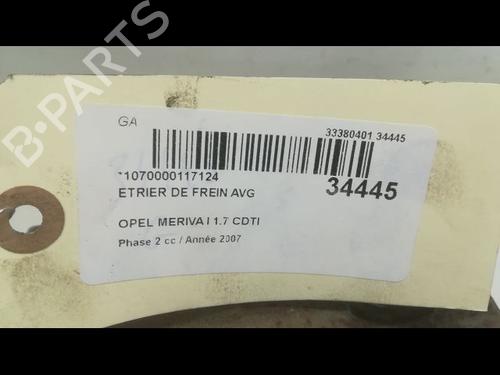 B-PARTS
GA
33380401 34445
*1070000117124
34445
ETRIER DE FREIN AVG
OPEL MERIVA I 1.7 CDTI
Phase 2 cc / Année 2007